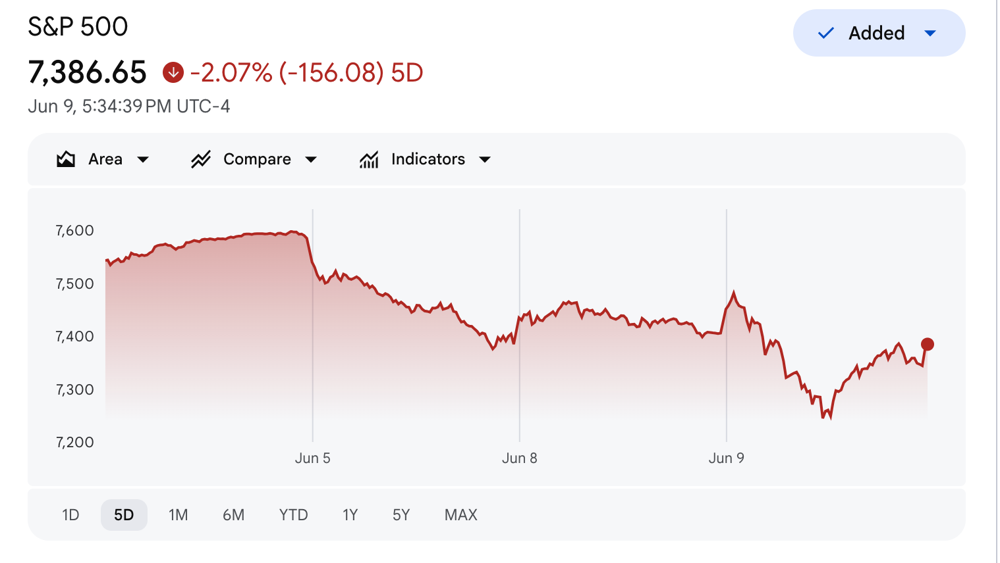 S&P 500
Added
7,386.65 -2.07% (-156.08) 5D
Jun 9, 5:34:39 PM UTC-4
Area Compare Indicators
7,600
7,500
7,400
7,300
7,200
Jun 5 Jun 8 Jun 9
1D 5D 1M 6M YTD 1Y 5Y MAX